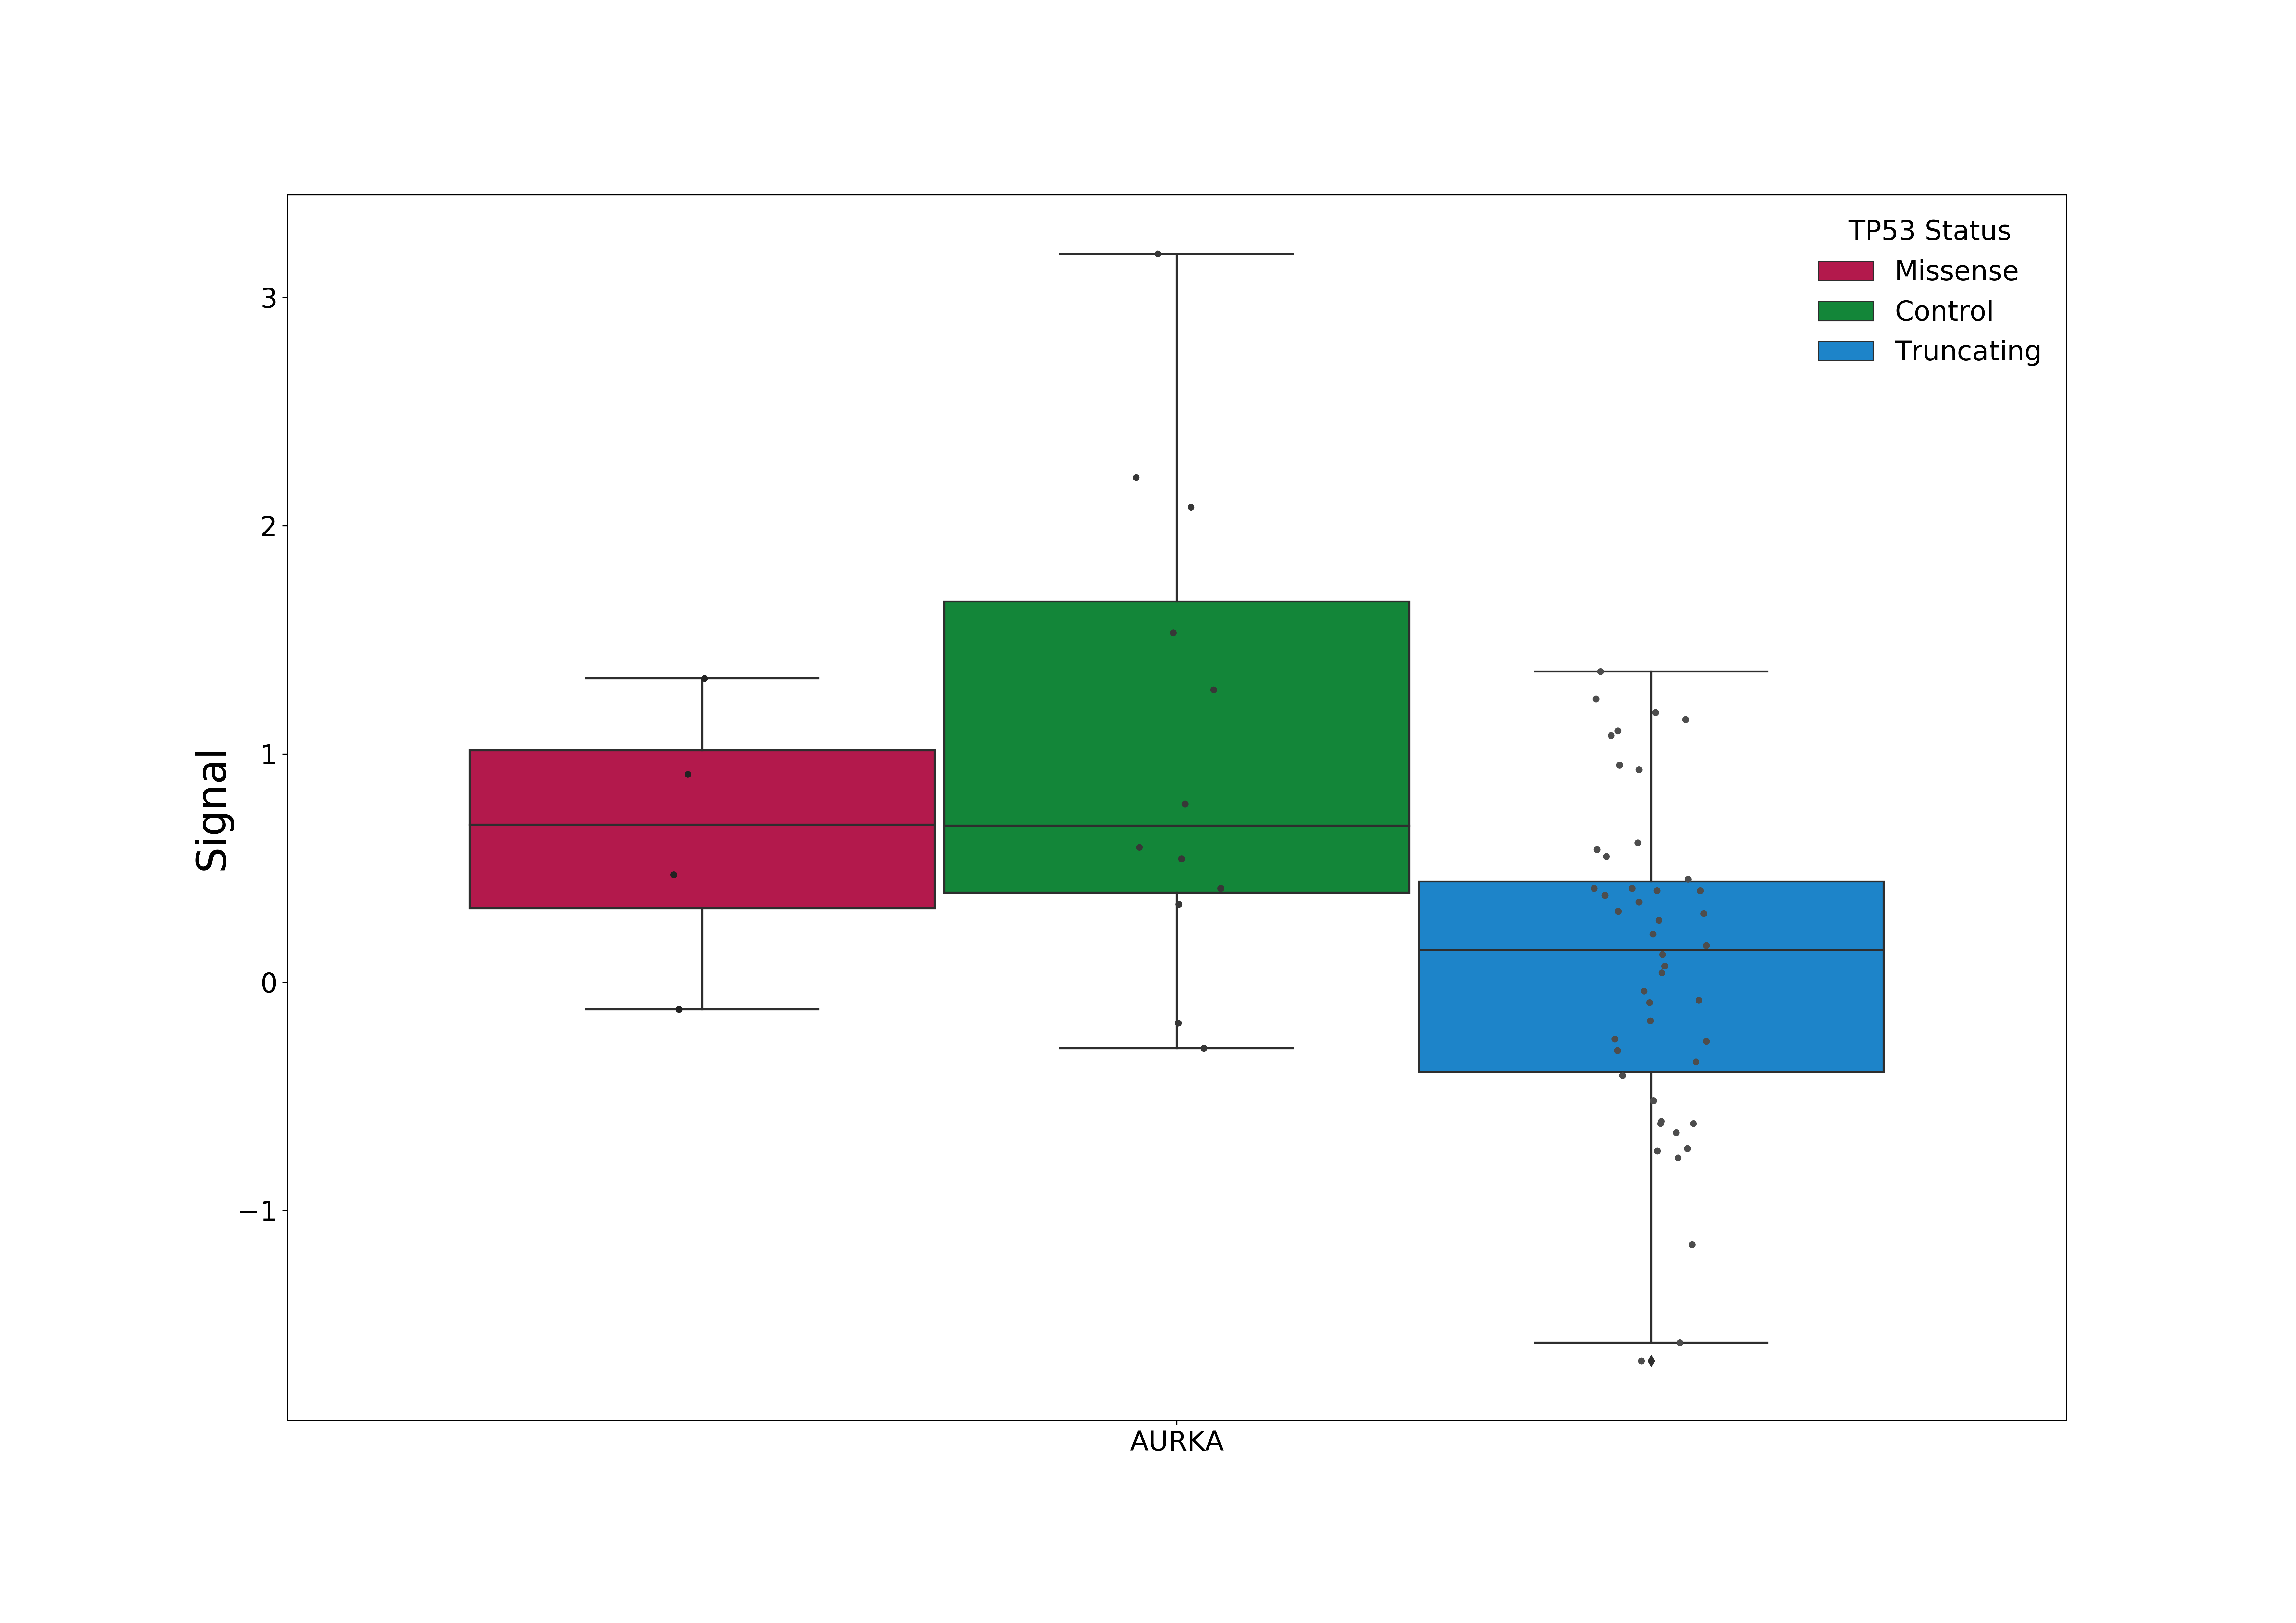 TP53 Status
Missense
Control
Truncating
3
2
1
0
−1
Signal
AURKA